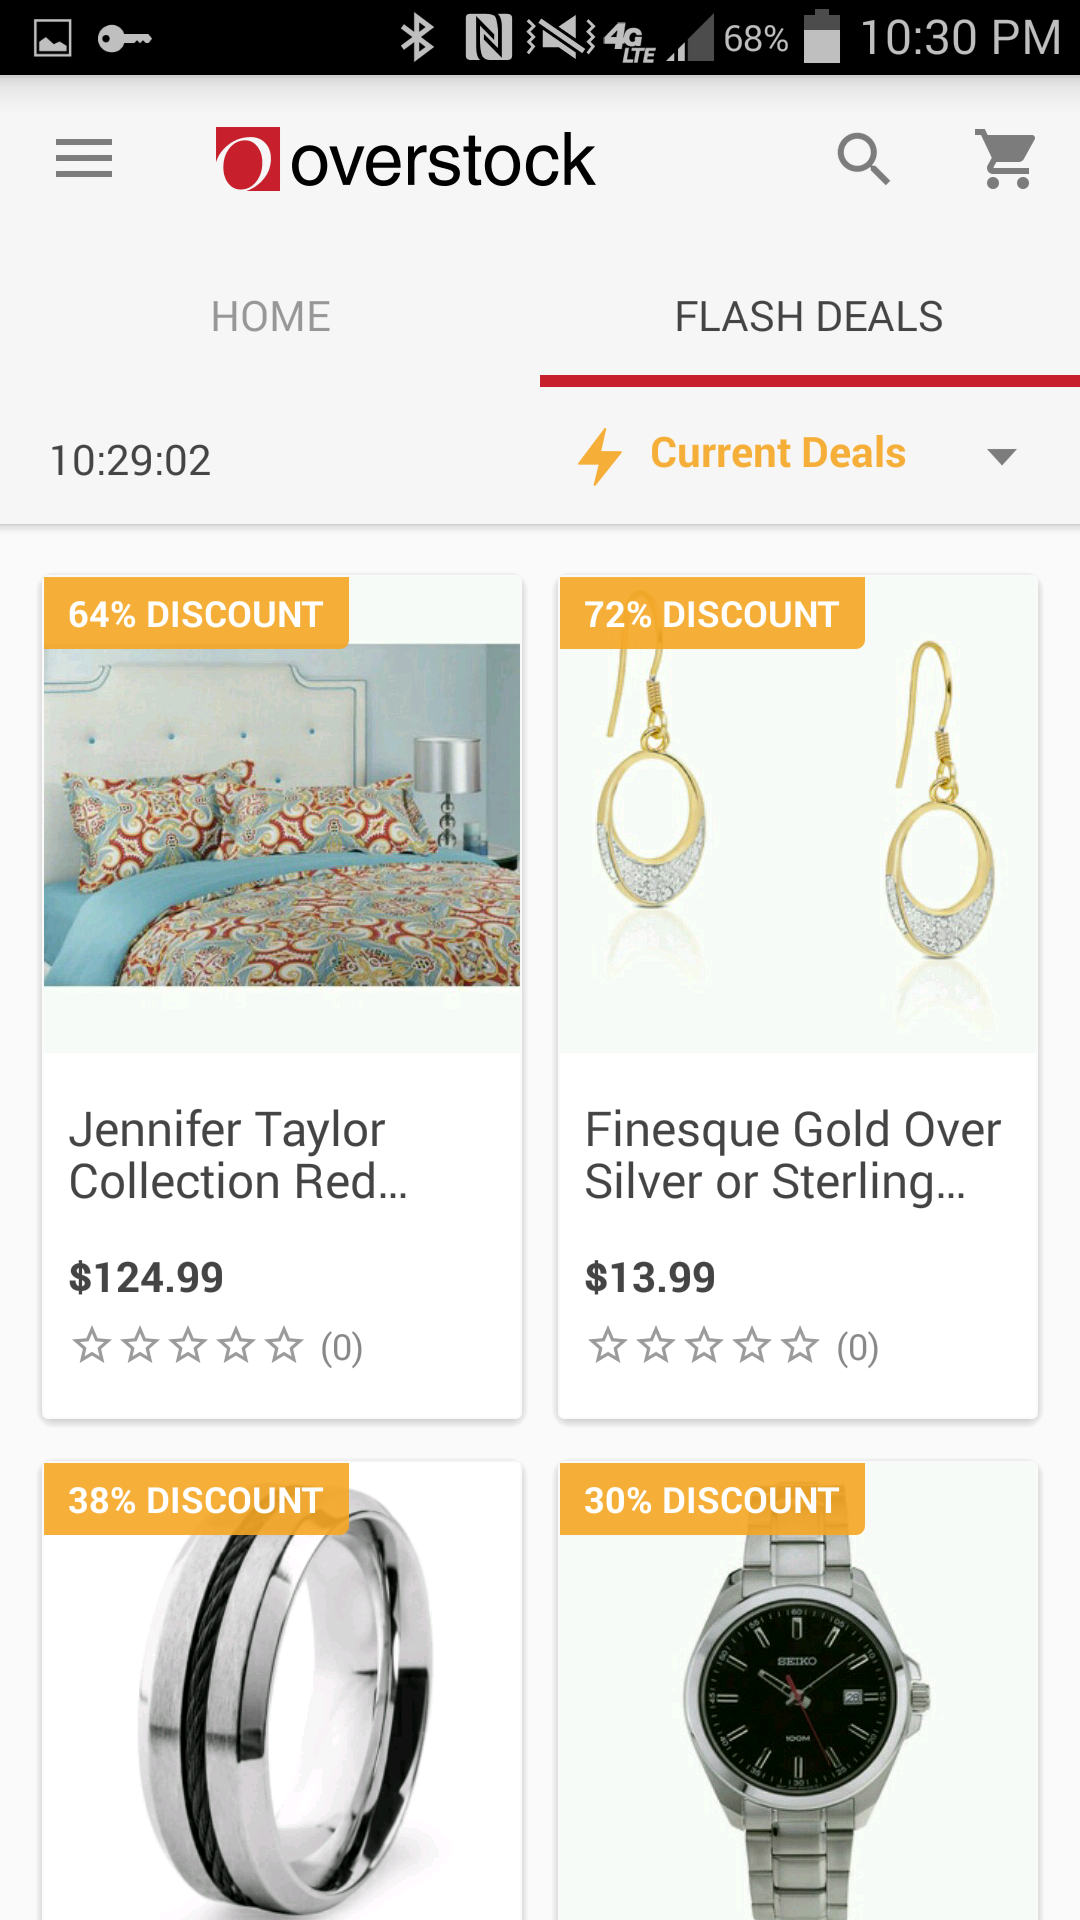 4G LTE 68% 10:30 PM
overstock
HOME FLASH DEALS
10:29:02 Current Deals
64% DISCOUNT
72% DISCOUNT
Jennifer Taylor
Collection Red...
$124.99
(0)
Finesque Gold Over
Silver or Sterling...
$13.99
(0)
38% DISCOUNT
30% DISCOUNT
SEIKO
100M